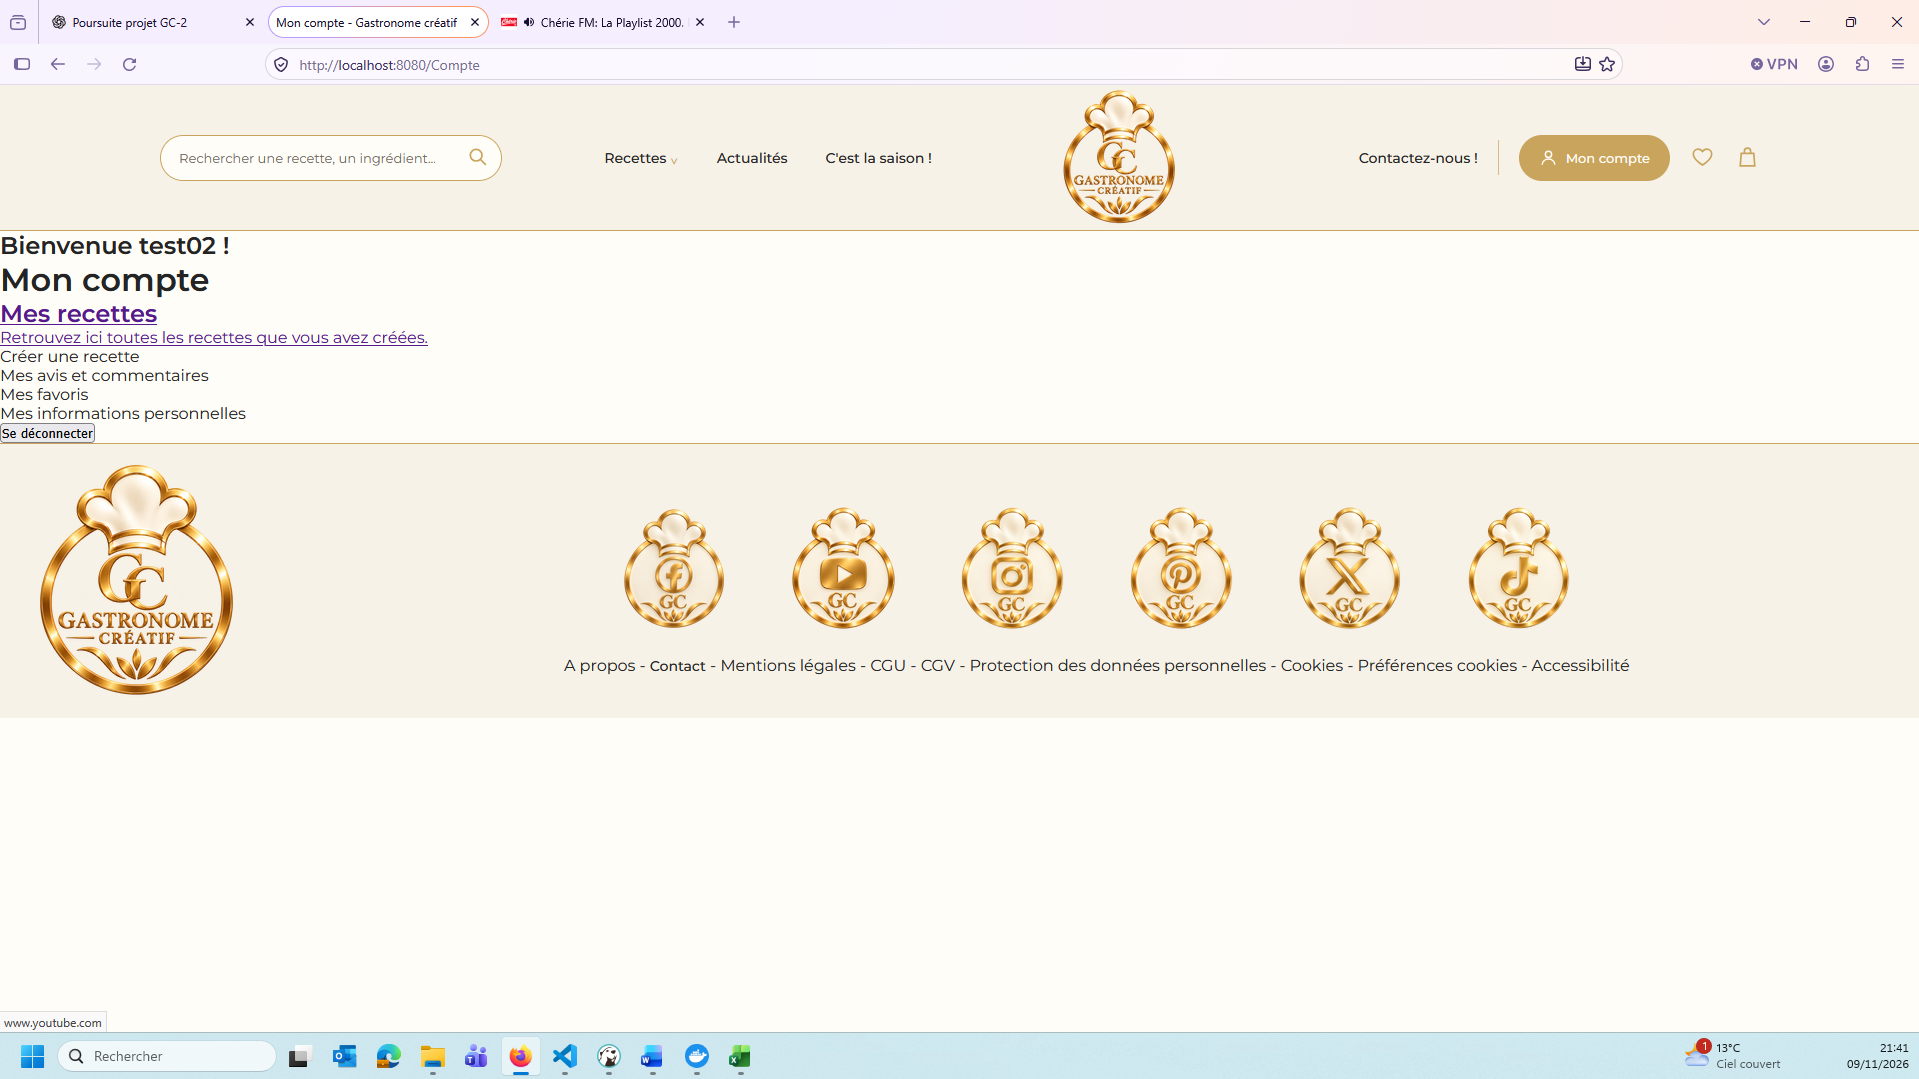 Poursuite projet GC-2
Mon compte - Gastronome créatif
Chérie FM: La Playlist 2000.
http://localhost:8080/Compte
VPN
Rechercher une recette, un ingrédient...
Recettes
Actualités
C'est la saison !
GC
GASTRONOME
CRÉATIF
Contactez-nous !
Mon compte
Bienvenue test02 !
Mon compte
Mes recettes
Retrouvez ici toutes les recettes que vous avez créées.
Créer une recette
Mes avis et commentaires
Mes favoris
Mes informations personnelles
Se déconnecter
GC
GASTRONOME
CRÉATIF
GC
GC
GC
GC
GC
GC
A propos - Contact - Mentions légales - CGU - CGV - Protection des données personnelles - Cookies - Préférences cookies - Accessibilité
www.youtube.com
Rechercher
1
13°C
Ciel couvert
21:41
09/11/2026